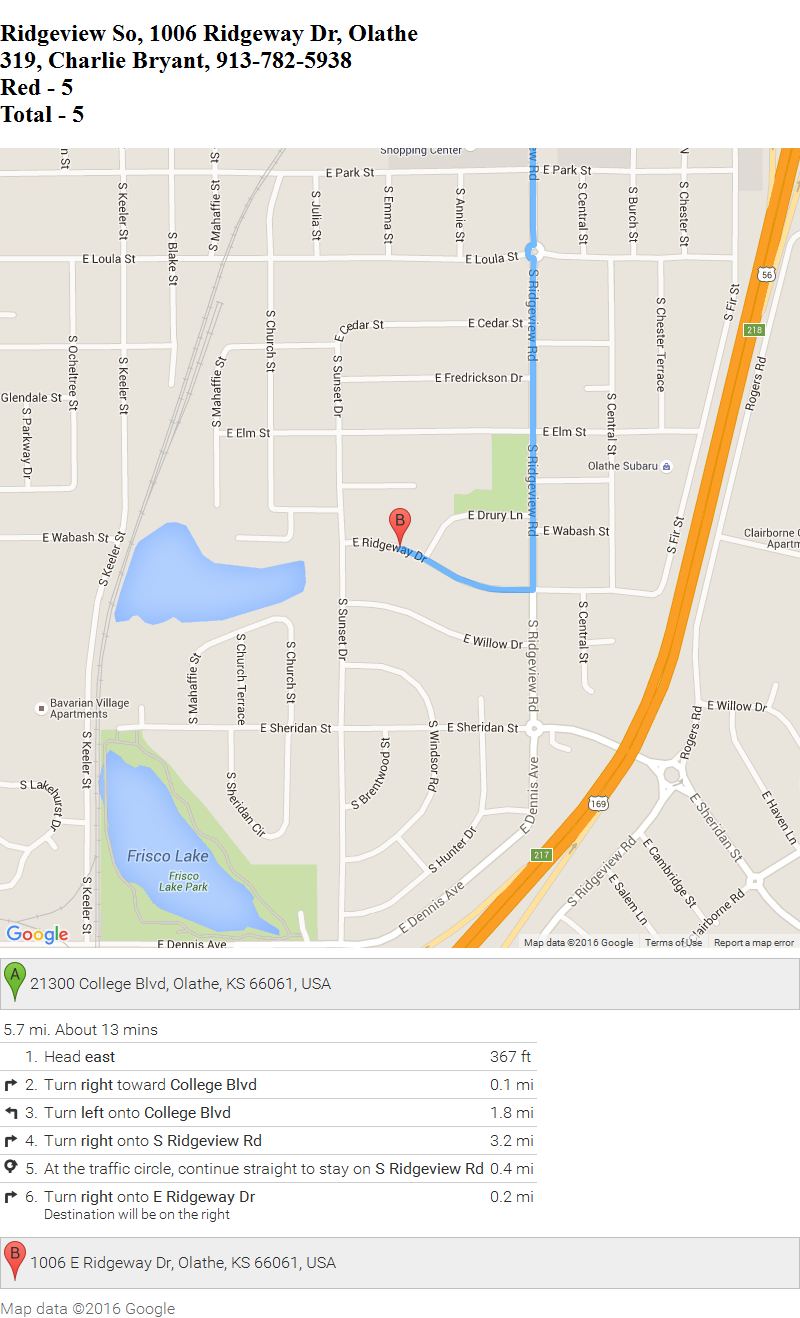 Ridgeview So, 1006 Ridgeway Dr, Olathe
319, Charlie Bryant, 913-782-5938
Red - 5
Total - 5
Shopping Center
E Park St
E Park St
S Keeler St
S Mahaffie St
S Julia St
S Emma St
S Annie St
S Central St
S Burch St
S Chester St
S Blake St
E Loula St
E Loula St
56
S Fir St
218
E Cedar St
E Cedar St
S Ridgeview Rd
S Ocheltree St
S Keeler St
S Church St
S Mahaffie St
S Sunset Dr
S Chester Terrace
Rogers Rd
E Fredrickson Dr
Glendale St
S Parkway Dr
S Central St
E Elm St
E Elm St
S Ridgeview Rd
Olathe Subaru
B
E Drury Ln
E Wabash St
E Wabash St
S Fir St
E Ridgeway Dr
S Keeler St
S Sunset Dr
S Central St
S Ridgeview Rd
E Willow Dr
S Mahaffie St
S Church Terrace
S Church St
Bavarian Village
Apartments
E Sheridan St
E Sheridan St
S Windsor Rd
E Willow Dr
Rogers Rd
S Keeler St
S Brentwood St
S Lakehurst Dr
S Sheridan Cir
E Dennis Ave
169
E Sheridan St
E Haven Ln
S Hunter Dr
217
Frisco Lake
Frisco
Lake Park
S Ridgeview Rd
E Cambridge St
E Salem Ln
S Keeler St
E Dennis Ave
E Dennis Ave
Google
Map data ©2016 Google Terms of Use Report a map error
A 21300 College Blvd, Olathe, KS 66061, USA
5.7 mi. About 13 mins
1. Head east 367 ft
2. Turn right toward College Blvd 0.1 mi
3. Turn left onto College Blvd 1.8 mi
4. Turn right onto S Ridgeview Rd 3.2 mi
5. At the traffic circle, continue straight to stay on S Ridgeview Rd 0.4 mi
6. Turn right onto E Ridgeway Dr 0.2 mi
Destination will be on the right
B 1006 E Ridgeway Dr, Olathe, KS 66061, USA
Map data ©2016 Google